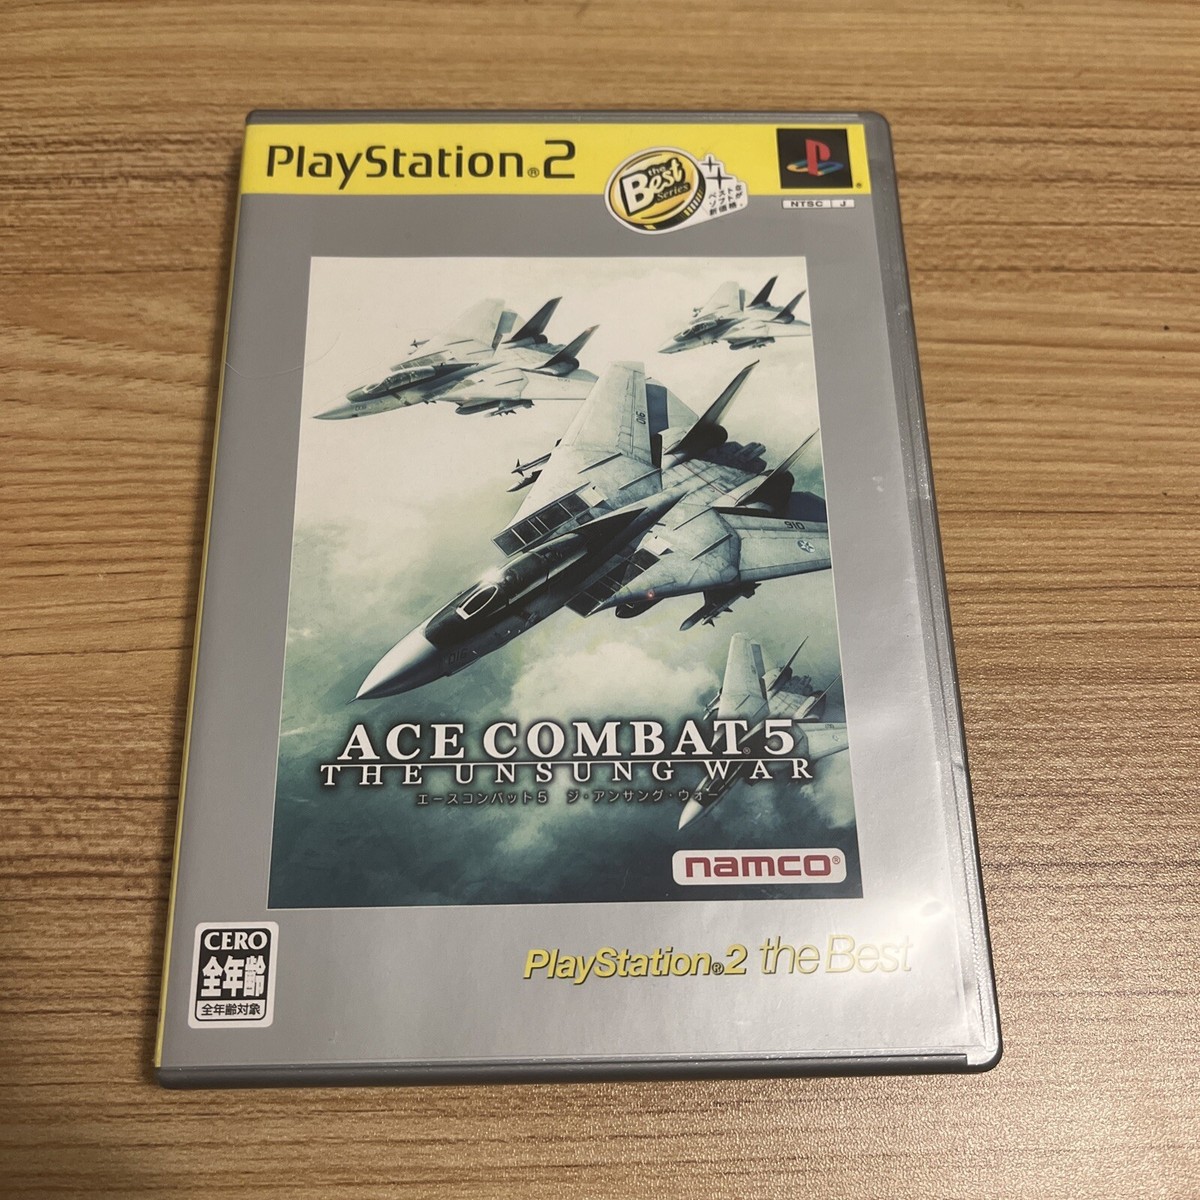 PlayStation®2
the Best Series
ベストなソフトを
新価格で。
NTSC J
016
910
ACE COMBAT® 5
THE UNSUNG WAR
エースコンバット5 ジ・アンサング・ウォー
namco®
CERO
全年齢
全年齢対象
PlayStation®2 the Best